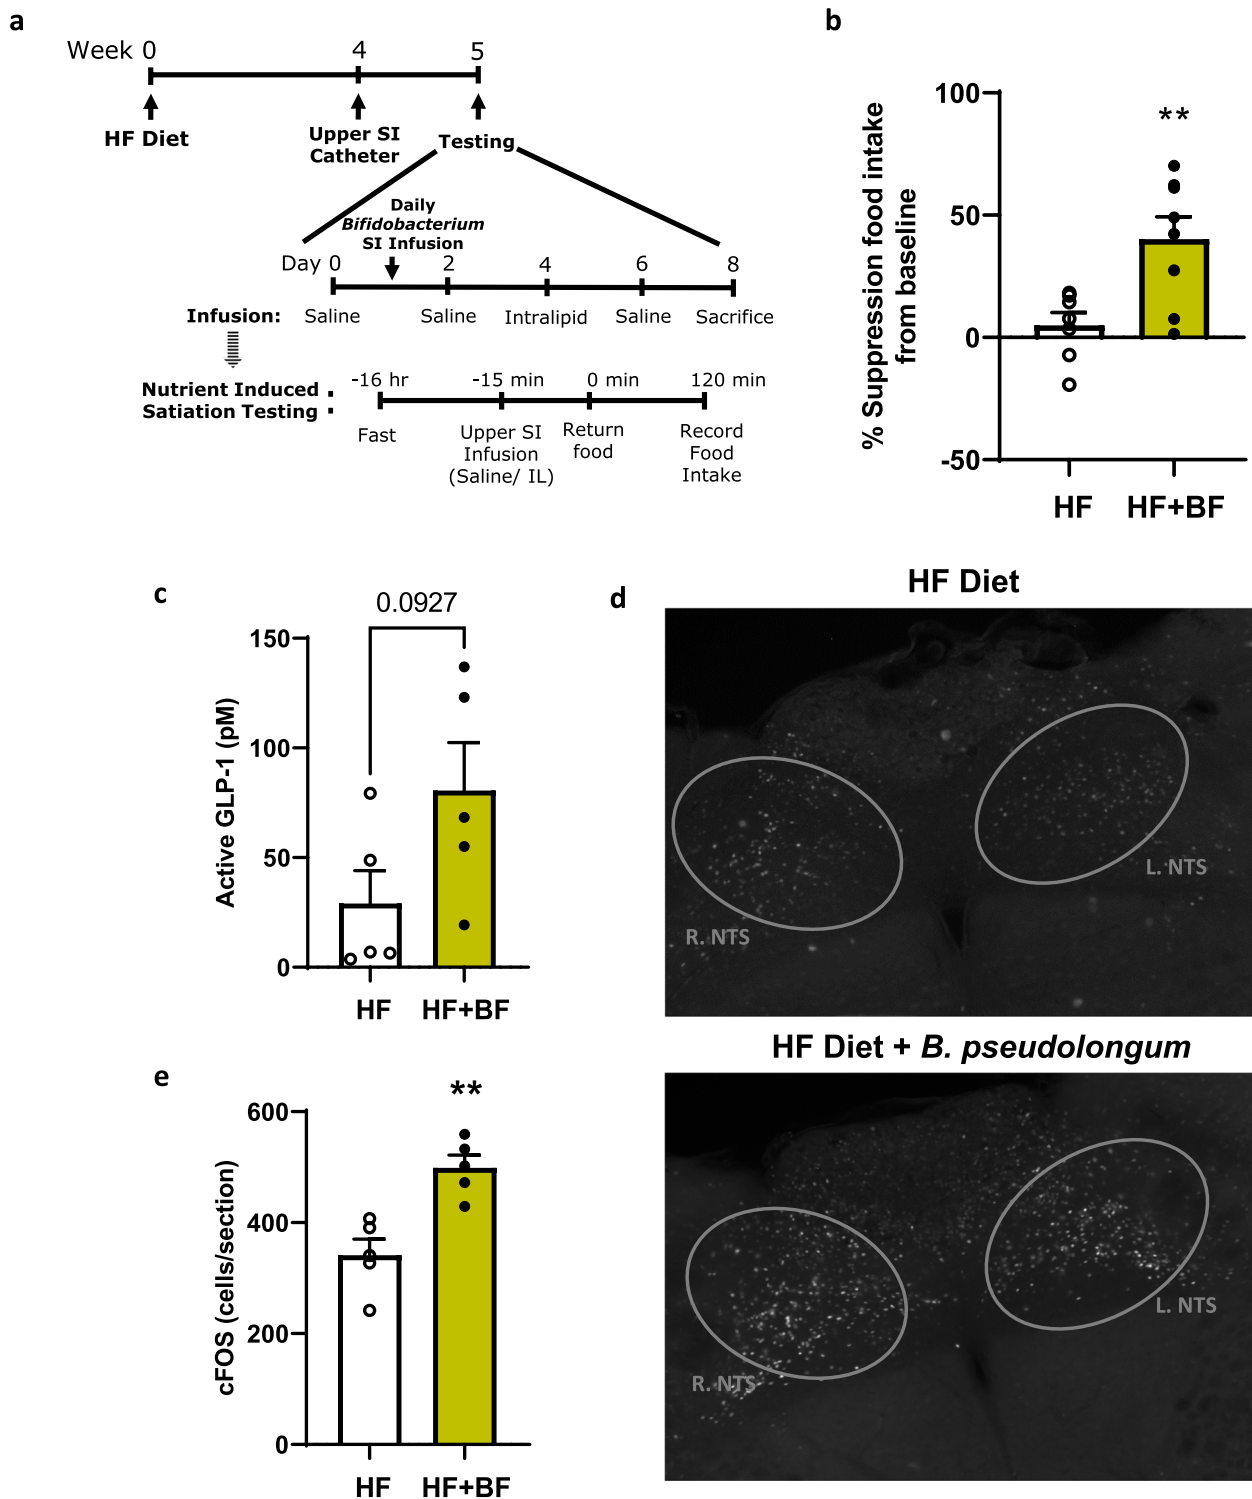 a
Week 0 4 5
HF Diet
Upper SI
Catheter
Testing
Daily
Bifidobacterium
SI Infusion
Day 0 2 4 6 8
Infusion: Saline Saline Intralipid Saline Sacrifice
Nutrient Induced
Satiation Testing :
-16 hr -15 min 0 min 120 min
Fast
Upper SI
Infusion
(Saline/ IL)
Return
food
Record
Food
Intake
b
% Suppression food intake
from baseline
100
50
0
-50
**
HF HF+BF
c
0.0927
Active GLP-1 (pM)
150
100
50
0
HF HF+BF
d
HF Diet
L. NTS
R. NTS
HF Diet + B. pseudolongum
L. NTS
R. NTS
e
**
cFOS (cells/section)
600
400
200
0
HF HF+BF